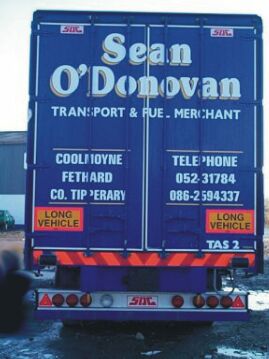 SDC SDC
Sean
O'Donovan
TRANSPORT & FUEL MERCHANT
COOLMOYNE
FETHARD
CO. TIPPERARY
TELEPHONE
052-31784
086-2594337
LONG
VEHICLE
LONG
VEHICLE
TAS 2
SDC